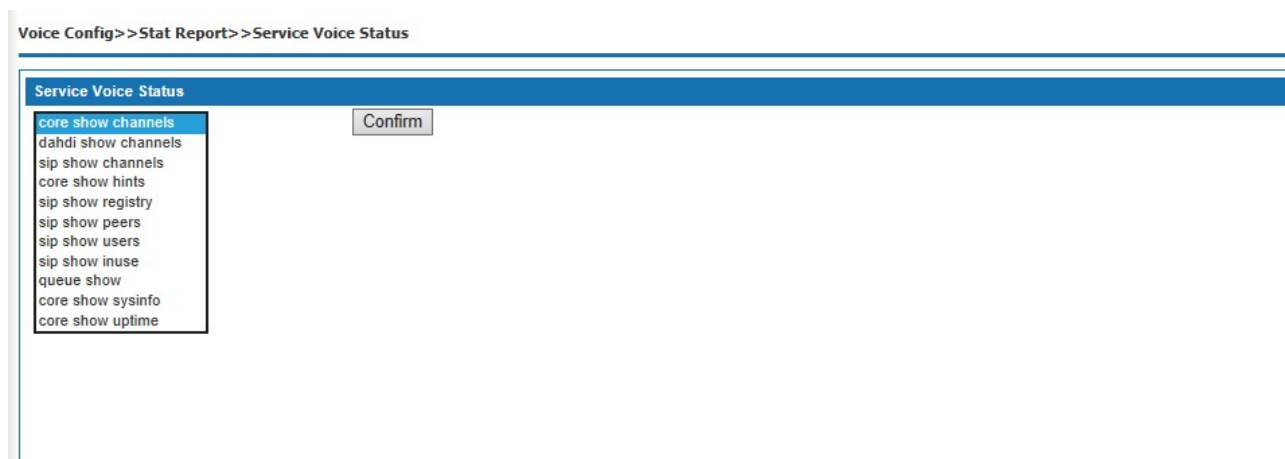 Voice Config>>Stat Report>>Service Voice Status
Service Voice Status
core show channels
Confirm
dahdi show channels
sip show channels
core show hints
sip show registry
sip show peers
sip show users
sip show inuse
queue show
core show sysinfo
core show uptime